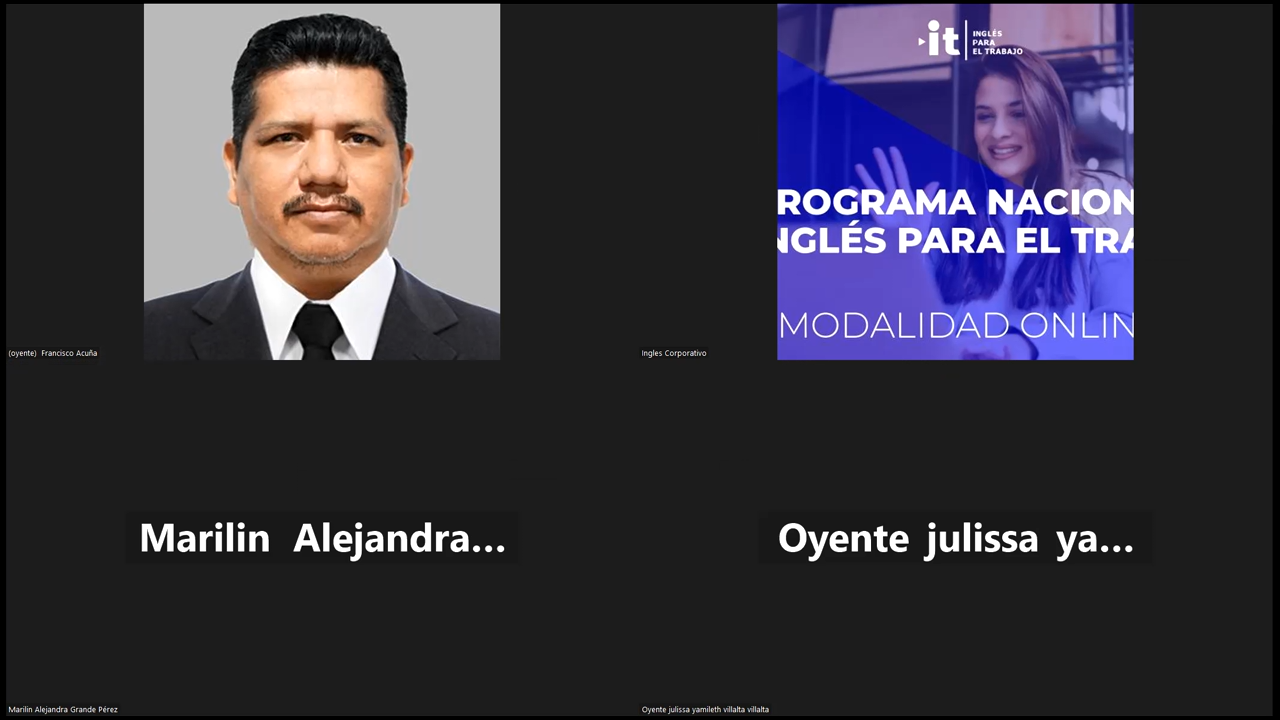 it
INGLÉS
PARA
EL TRABAJO
ROGRAMA NACION
NGLÉS PARA EL TRA
MODALIDAD ONLIN
(oyente) Francisco Acuña
Ingles Corporativo
Marilin Alejandra...
Oyente julissa ya...
Marilin Alejandra Grande Pérez
Oyente julissa yamileth villalta villalta